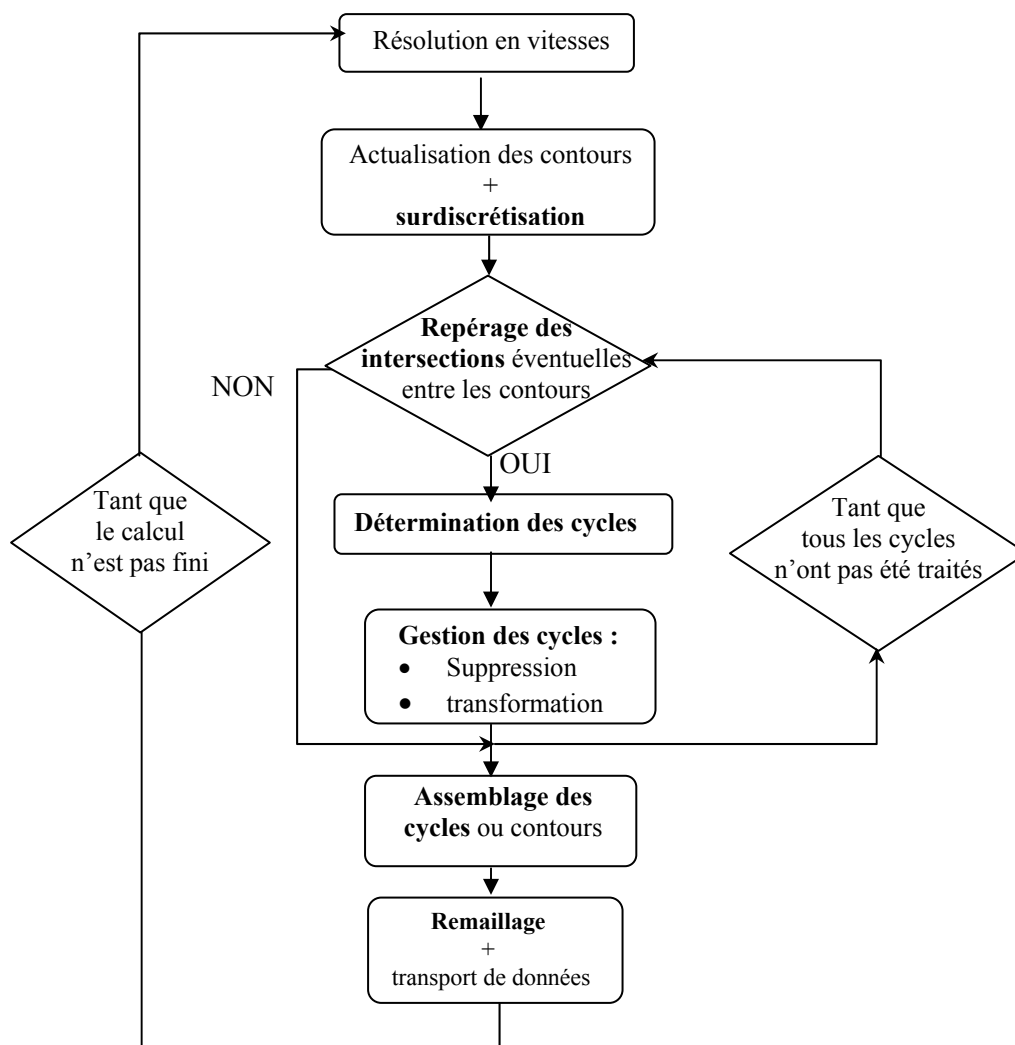 Résolution en vitesses
Actualisation des contours
+
surdiscrétisation
Repérage des
intersections éventuelles
entre les contours
NON
OUI
Tant que
le calcul
n’est pas fini
Détermination des cycles
Tant que
tous les cycles
n’ont pas été traités
Gestion des cycles :
• Suppression
• transformation
Assemblage des
cycles ou contours
Remaillage
+
transport de données